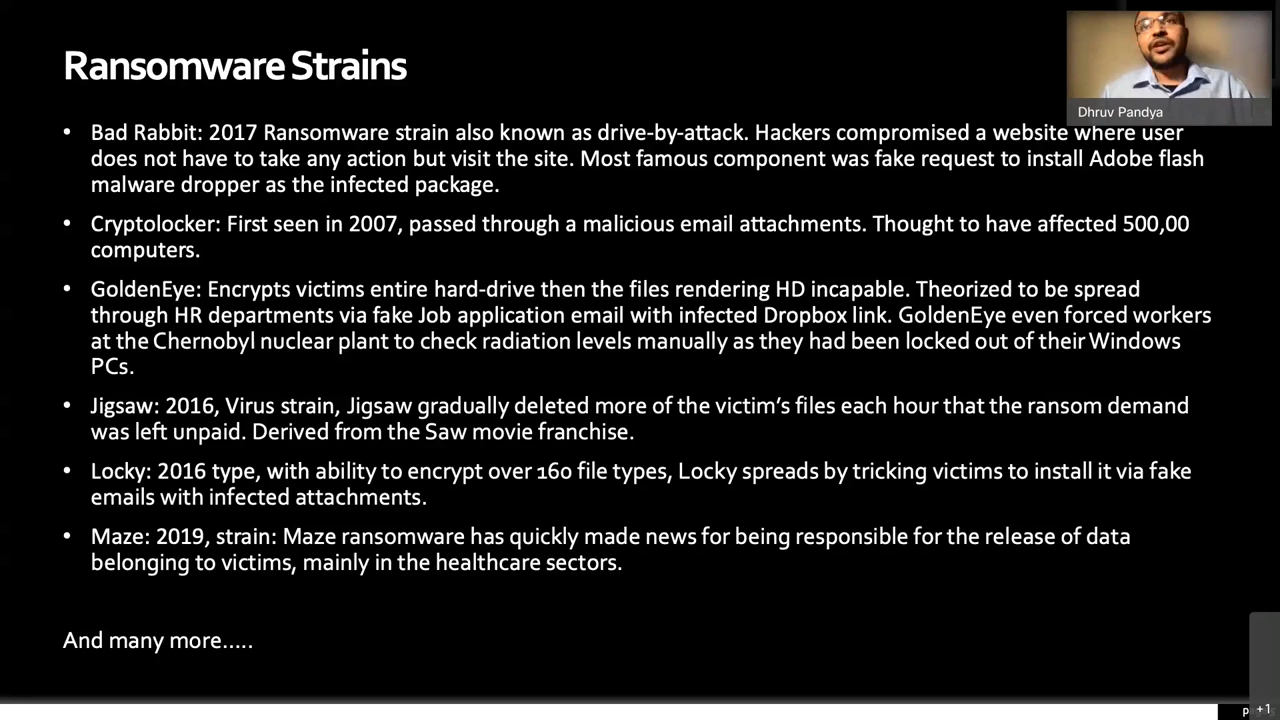 Ransomware Strains
Dhruv Pandya
• Bad Rabbit: 2017 Ransomware strain also known as drive-by-attack. Hackers compromised a website where user
does not have to take any action but visit the site. Most famous component was fake request to install Adobe flash
malware dropper as the infected package.
• Cryptolocker: First seen in 2007, passed through a malicious email attachments. Thought to have affected 500,00
computers.
• GoldenEye: Encrypts victims entire hard-drive then the files rendering HD incapable. Theorized to be spread
through HR departments via fake Job application email with infected Dropbox link. GoldenEye even forced workers
at the Chernobyl nuclear plant to check radiation levels manually as they had been locked out of their Windows
PCs.
• Jigsaw: 2016, Virus strain, Jigsaw gradually deleted more of the victim's files each hour that the ransom demand
was left unpaid. Derived from the Saw movie franchise.
• Locky: 2016 type, with ability to encrypt over 160 file types, Locky spreads by tricking victims to install it via fake
emails with infected attachments.
• Maze: 2019, strain: Maze ransomware has quickly made news for being responsible for the release of data
belonging to victims, mainly in the healthcare sectors.
And many more.....
+1